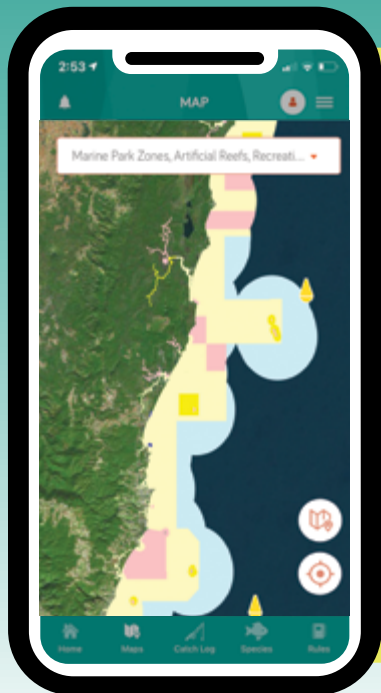 2:53
MAP
Marine Park Zones, Artificial Reefs, Recreati...
Home Maps Catch Log Species Rules